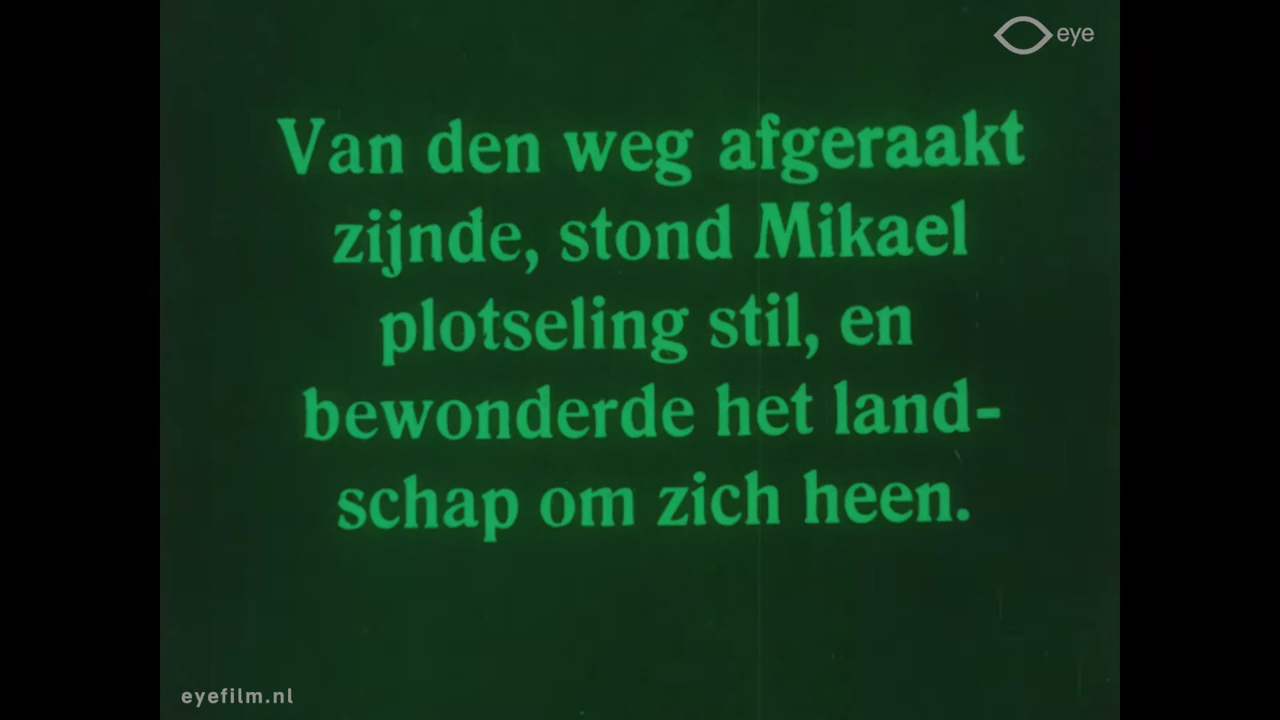 eye
Van den weg afgeraakt
zijnde, stond Mikael
plotseling stil, en
bewonderde het land-
schap om zich heen.
eyefilm.nl